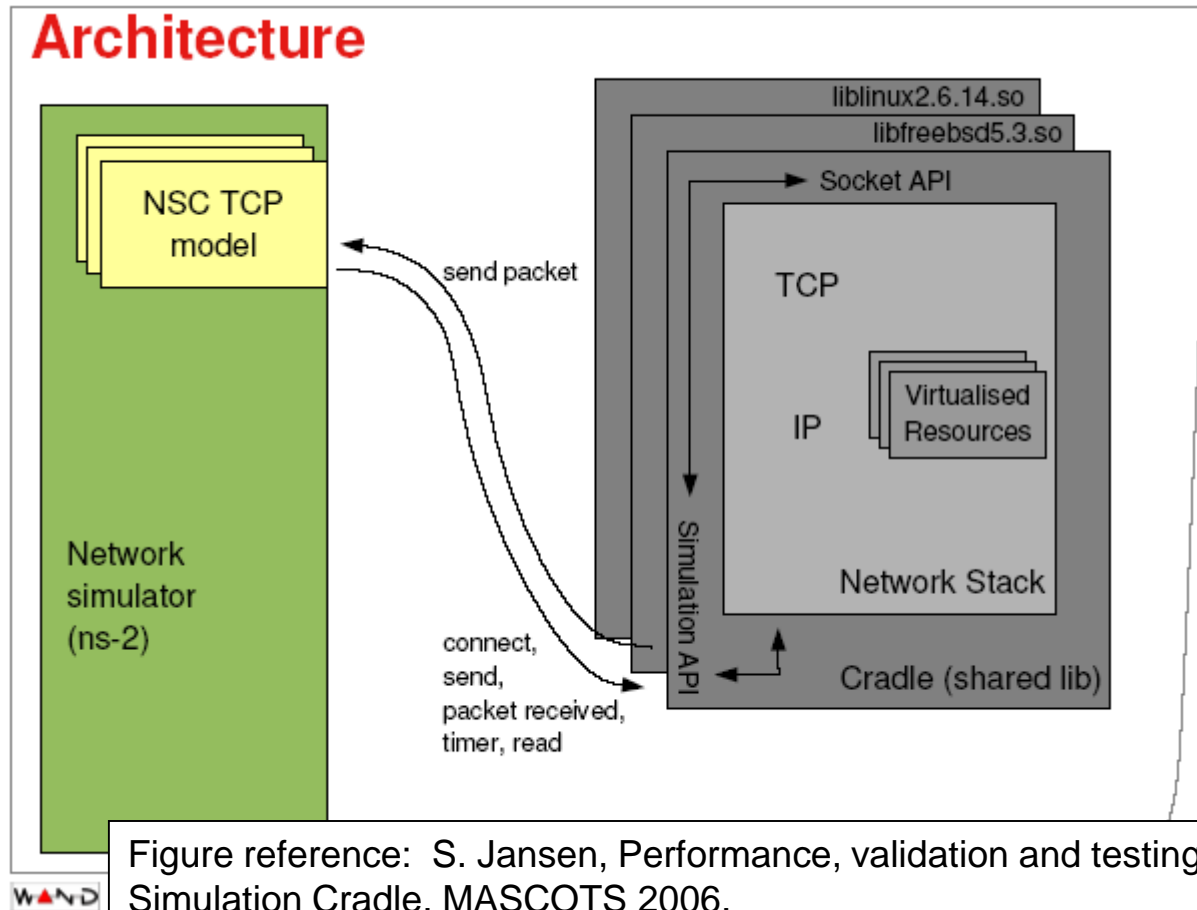 Architecture
NSC TCP
model
Network
simulator
(ns-2)
send packet
connect,
send,
packet received,
timer, read
liblinux2.6.14.so
libfreebsd5.3.so
Socket API
TCP
IP
Virtualised
Resources
Simulation API
Network Stack
Cradle (shared lib)
Figure reference: S. Jansen, Performance, validation and testing
Simulation Cradle. MASCOTS 2006.
WAND